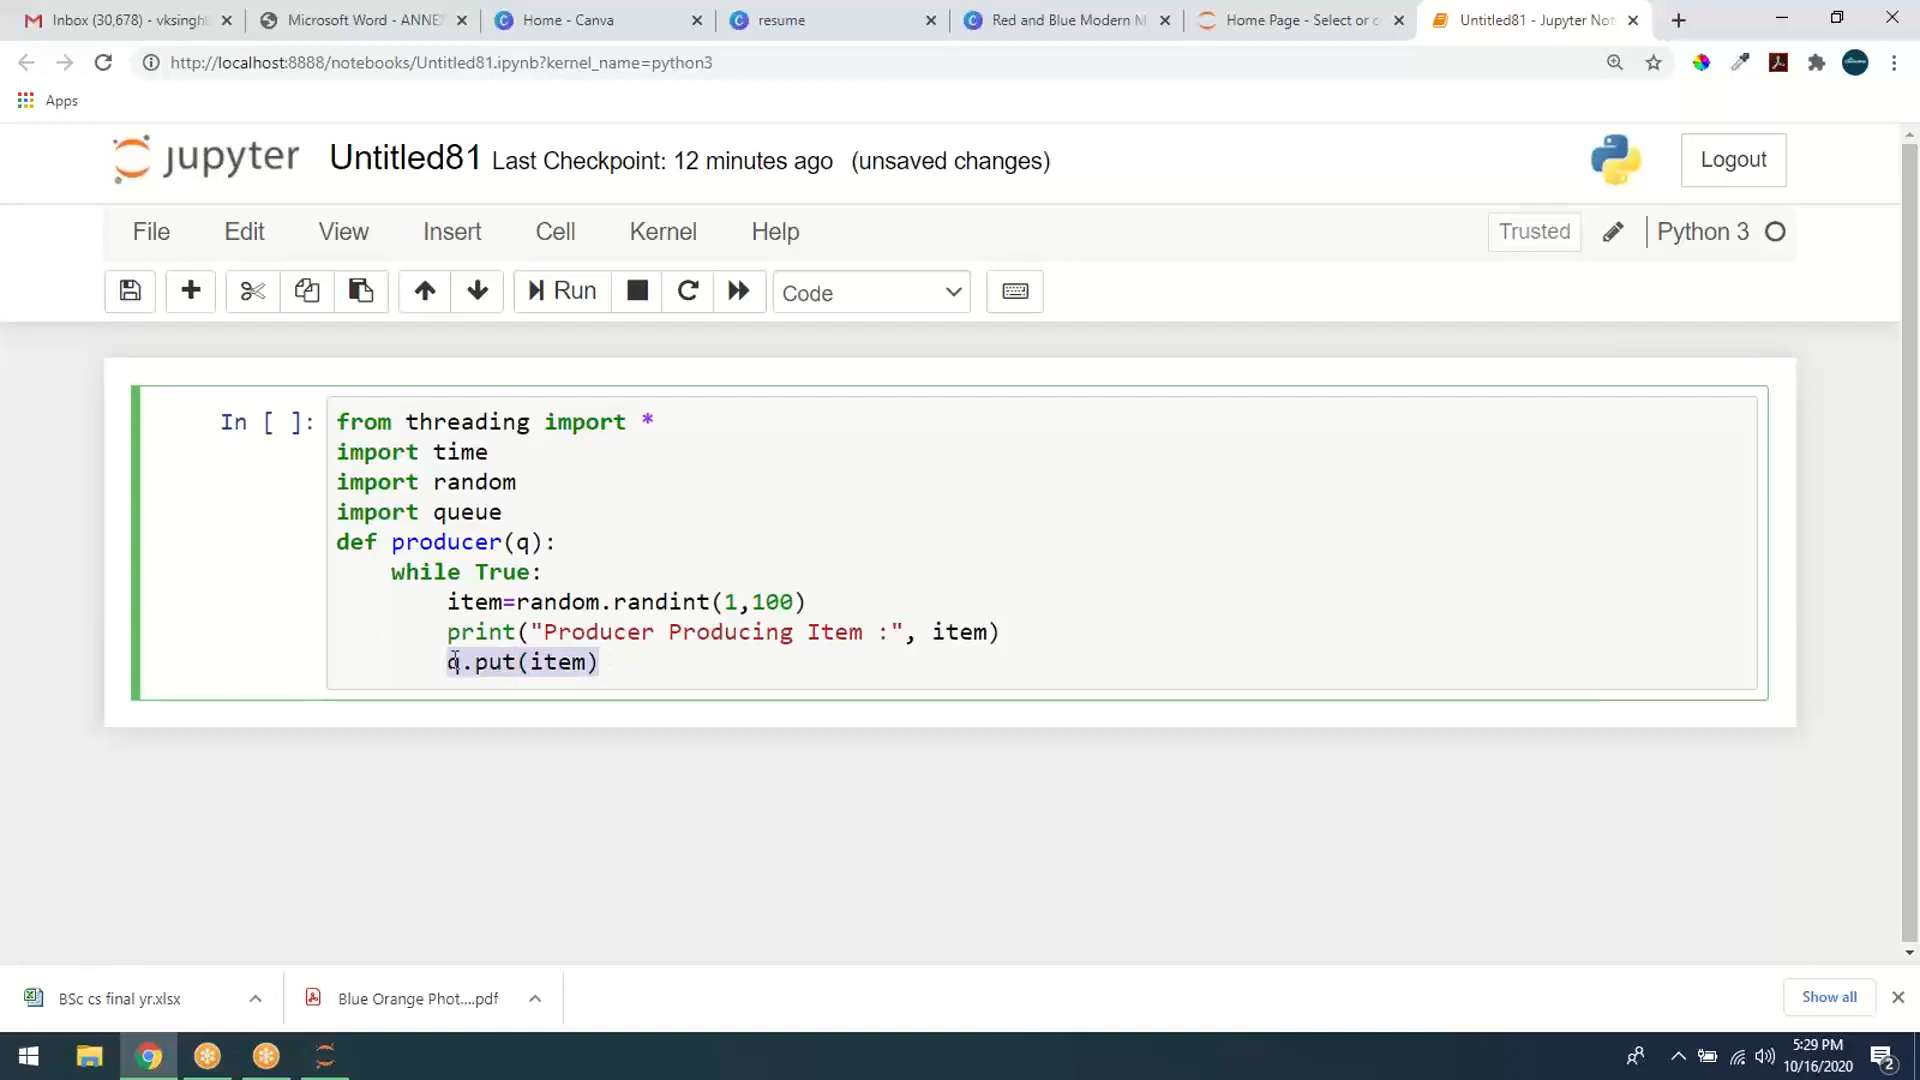 Inbox (30,678) - vksingh
Microsoft Word - ANNE
Home - Canva
resume
Red and Blue Modern M
Home Page - Select or c
Untitled81 - Jupyter Not
http://localhost:8888/notebooks/Untitled81.ipynb?kernel_name=python3
Apps
jupyter Untitled81 Last Checkpoint: 12 minutes ago (unsaved changes)
Logout
File Edit View Insert Cell Kernel Help
Trusted
Python 3
Run
Code
In [ ]:
from threading import *
import time
import random
import queue
def producer(q):
    while True:
        item=random.randint(1,100)
        print("Producer Producing Item :", item)
        q.put(item)
BSc cs final yr.xlsx
Blue Orange Phot....pdf
Show all
5:29 PM
10/16/2020
2